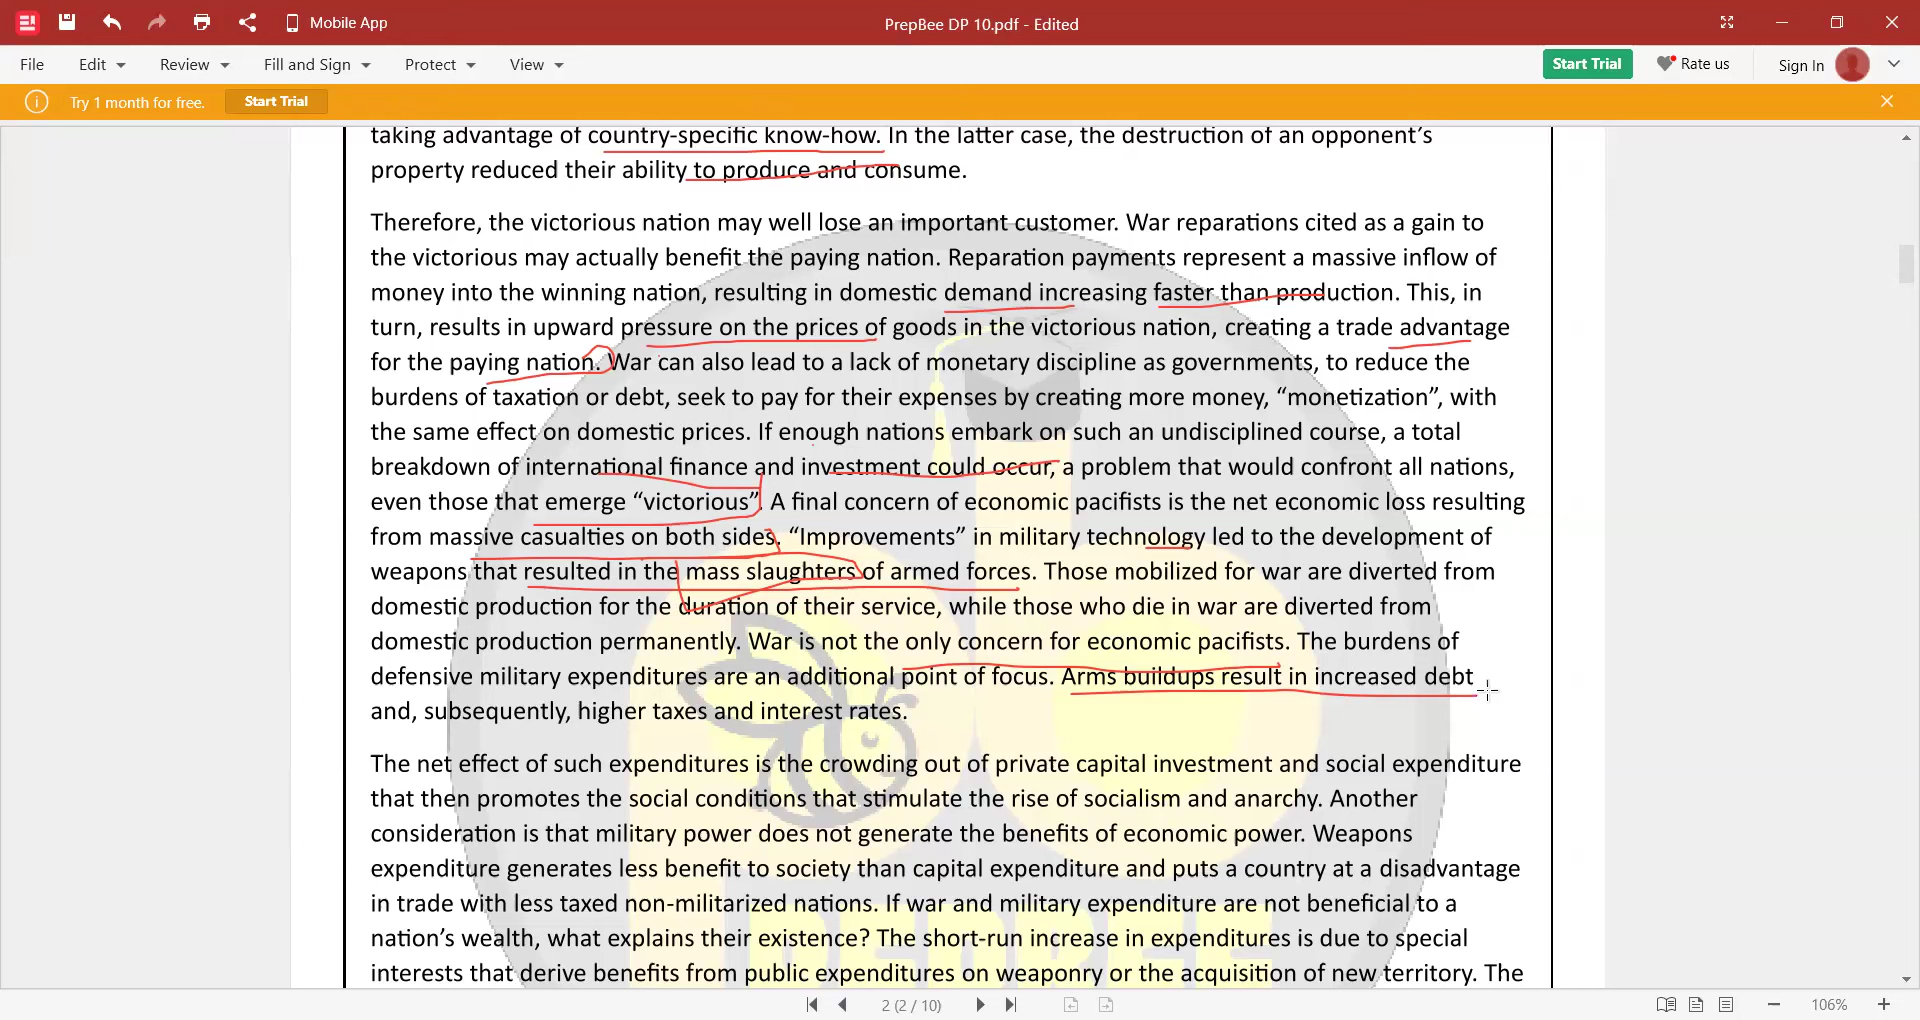 Mobile App
PrepBee DP 10.pdf - Edited
File Edit Review Fill and Sign Protect View Start Trial Rate us Sign In
Try 1 month for free. Start Trial
taking advantage of country-specific know-how. In the latter case, the destruction of an opponent’s
property reduced their ability to produce and consume.
Therefore, the victorious nation may well lose an important customer. War reparations cited as a gain to
the victorious may actually benefit the paying nation. Reparation payments represent a massive inflow of
money into the winning nation, resulting in domestic demand increasing faster than production. This, in
turn, results in upward pressure on the prices of goods in the victorious nation, creating a trade advantage
for the paying nation. War can also lead to a lack of monetary discipline as governments, to reduce the
burdens of taxation or debt, seek to pay for their expenses by creating more money, “monetization”, with
the same effect on domestic prices. If enough nations embark on such an undisciplined course, a total
breakdown of international finance and investment could occur, a problem that would confront all nations,
even those that emerge “victorious”. A final concern of economic pacifists is the net economic loss resulting
from massive casualties on both sides. “Improvements” in military technology led to the development of
weapons that resulted in the mass slaughters of armed forces. Those mobilized for war are diverted from
domestic production for the duration of their service, while those who die in war are diverted from
domestic production permanently. War is not the only concern for economic pacifists. The burdens of
defensive military expenditures are an additional point of focus. Arms buildups result in increased debt
and, subsequently, higher taxes and interest rates.
The net effect of such expenditures is the crowding out of private capital investment and social expenditure
that then promotes the social conditions that stimulate the rise of socialism and anarchy. Another
consideration is that military power does not generate the benefits of economic power. Weapons
expenditure generates less benefit to society than capital expenditure and puts a country at a disadvantage
in trade with less taxed non-militarized nations. If war and military expenditure are not beneficial to a
nation’s wealth, what explains their existence? The short-run increase in expenditures is due to special
interests that derive benefits from public expenditures on weaponry or the acquisition of new territory. The
2 (2 / 10)
106%